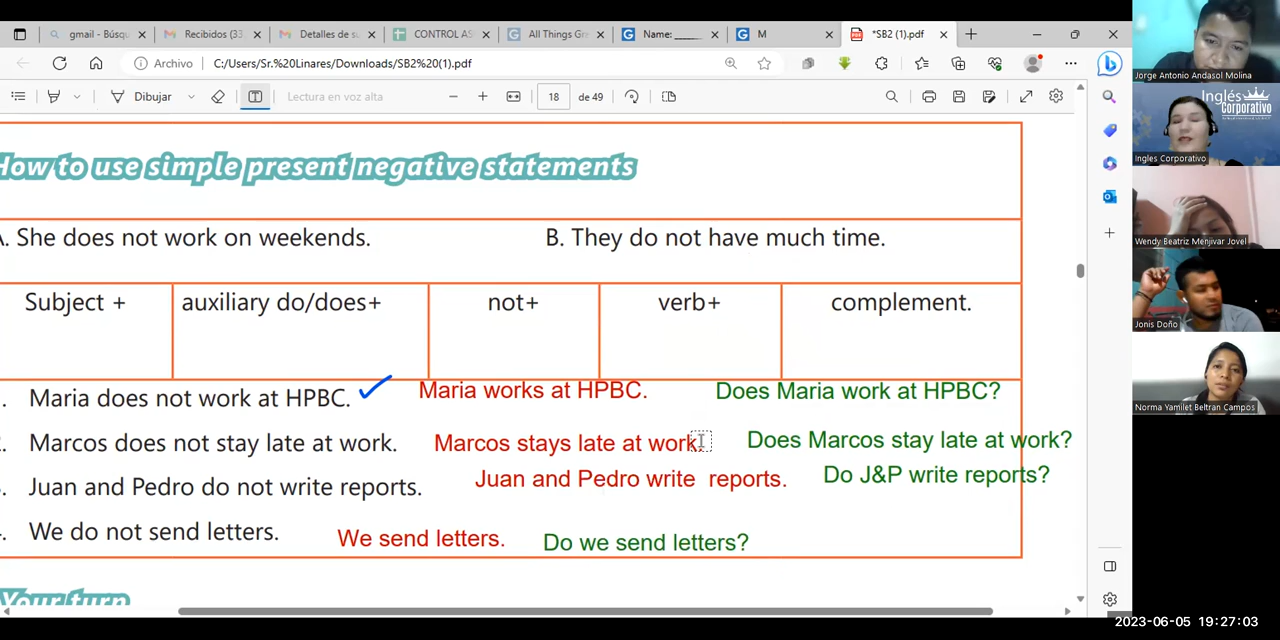 gmail - Búsqu
Recibidos (33
Detalles de su
CONTROL AS
All Things Gre
Name: ______
M
*SB2 (1).pdf
Archivo
C:/Users/Sr.%20Linares/Downloads/SB2%20(1).pdf
Dibujar
Lectura en voz alta
18
de 49
How to use simple present negative statements
A. She does not work on weekends. B. They do not have much time.
Subject + auxiliary do/does+ not+ verb+ complement.
Maria does not work at HPBC. Maria works at HPBC. Does Maria work at HPBC?
Marcos does not stay late at work. Marcos stays late at work. Does Marcos stay late at work?
Juan and Pedro do not write reports. Juan and Pedro write reports. Do J&P write reports?
We do not send letters. We send letters. Do we send letters?
Your turn
Jorge Antonio Andasol Molina
Inglés
Corporativo
Ingles Corporativo
Wendy Beatriz Menjivar Jovel
Jonis Doño
Norma Yamilet Beltran Campos
2023-06-05 19:27:03